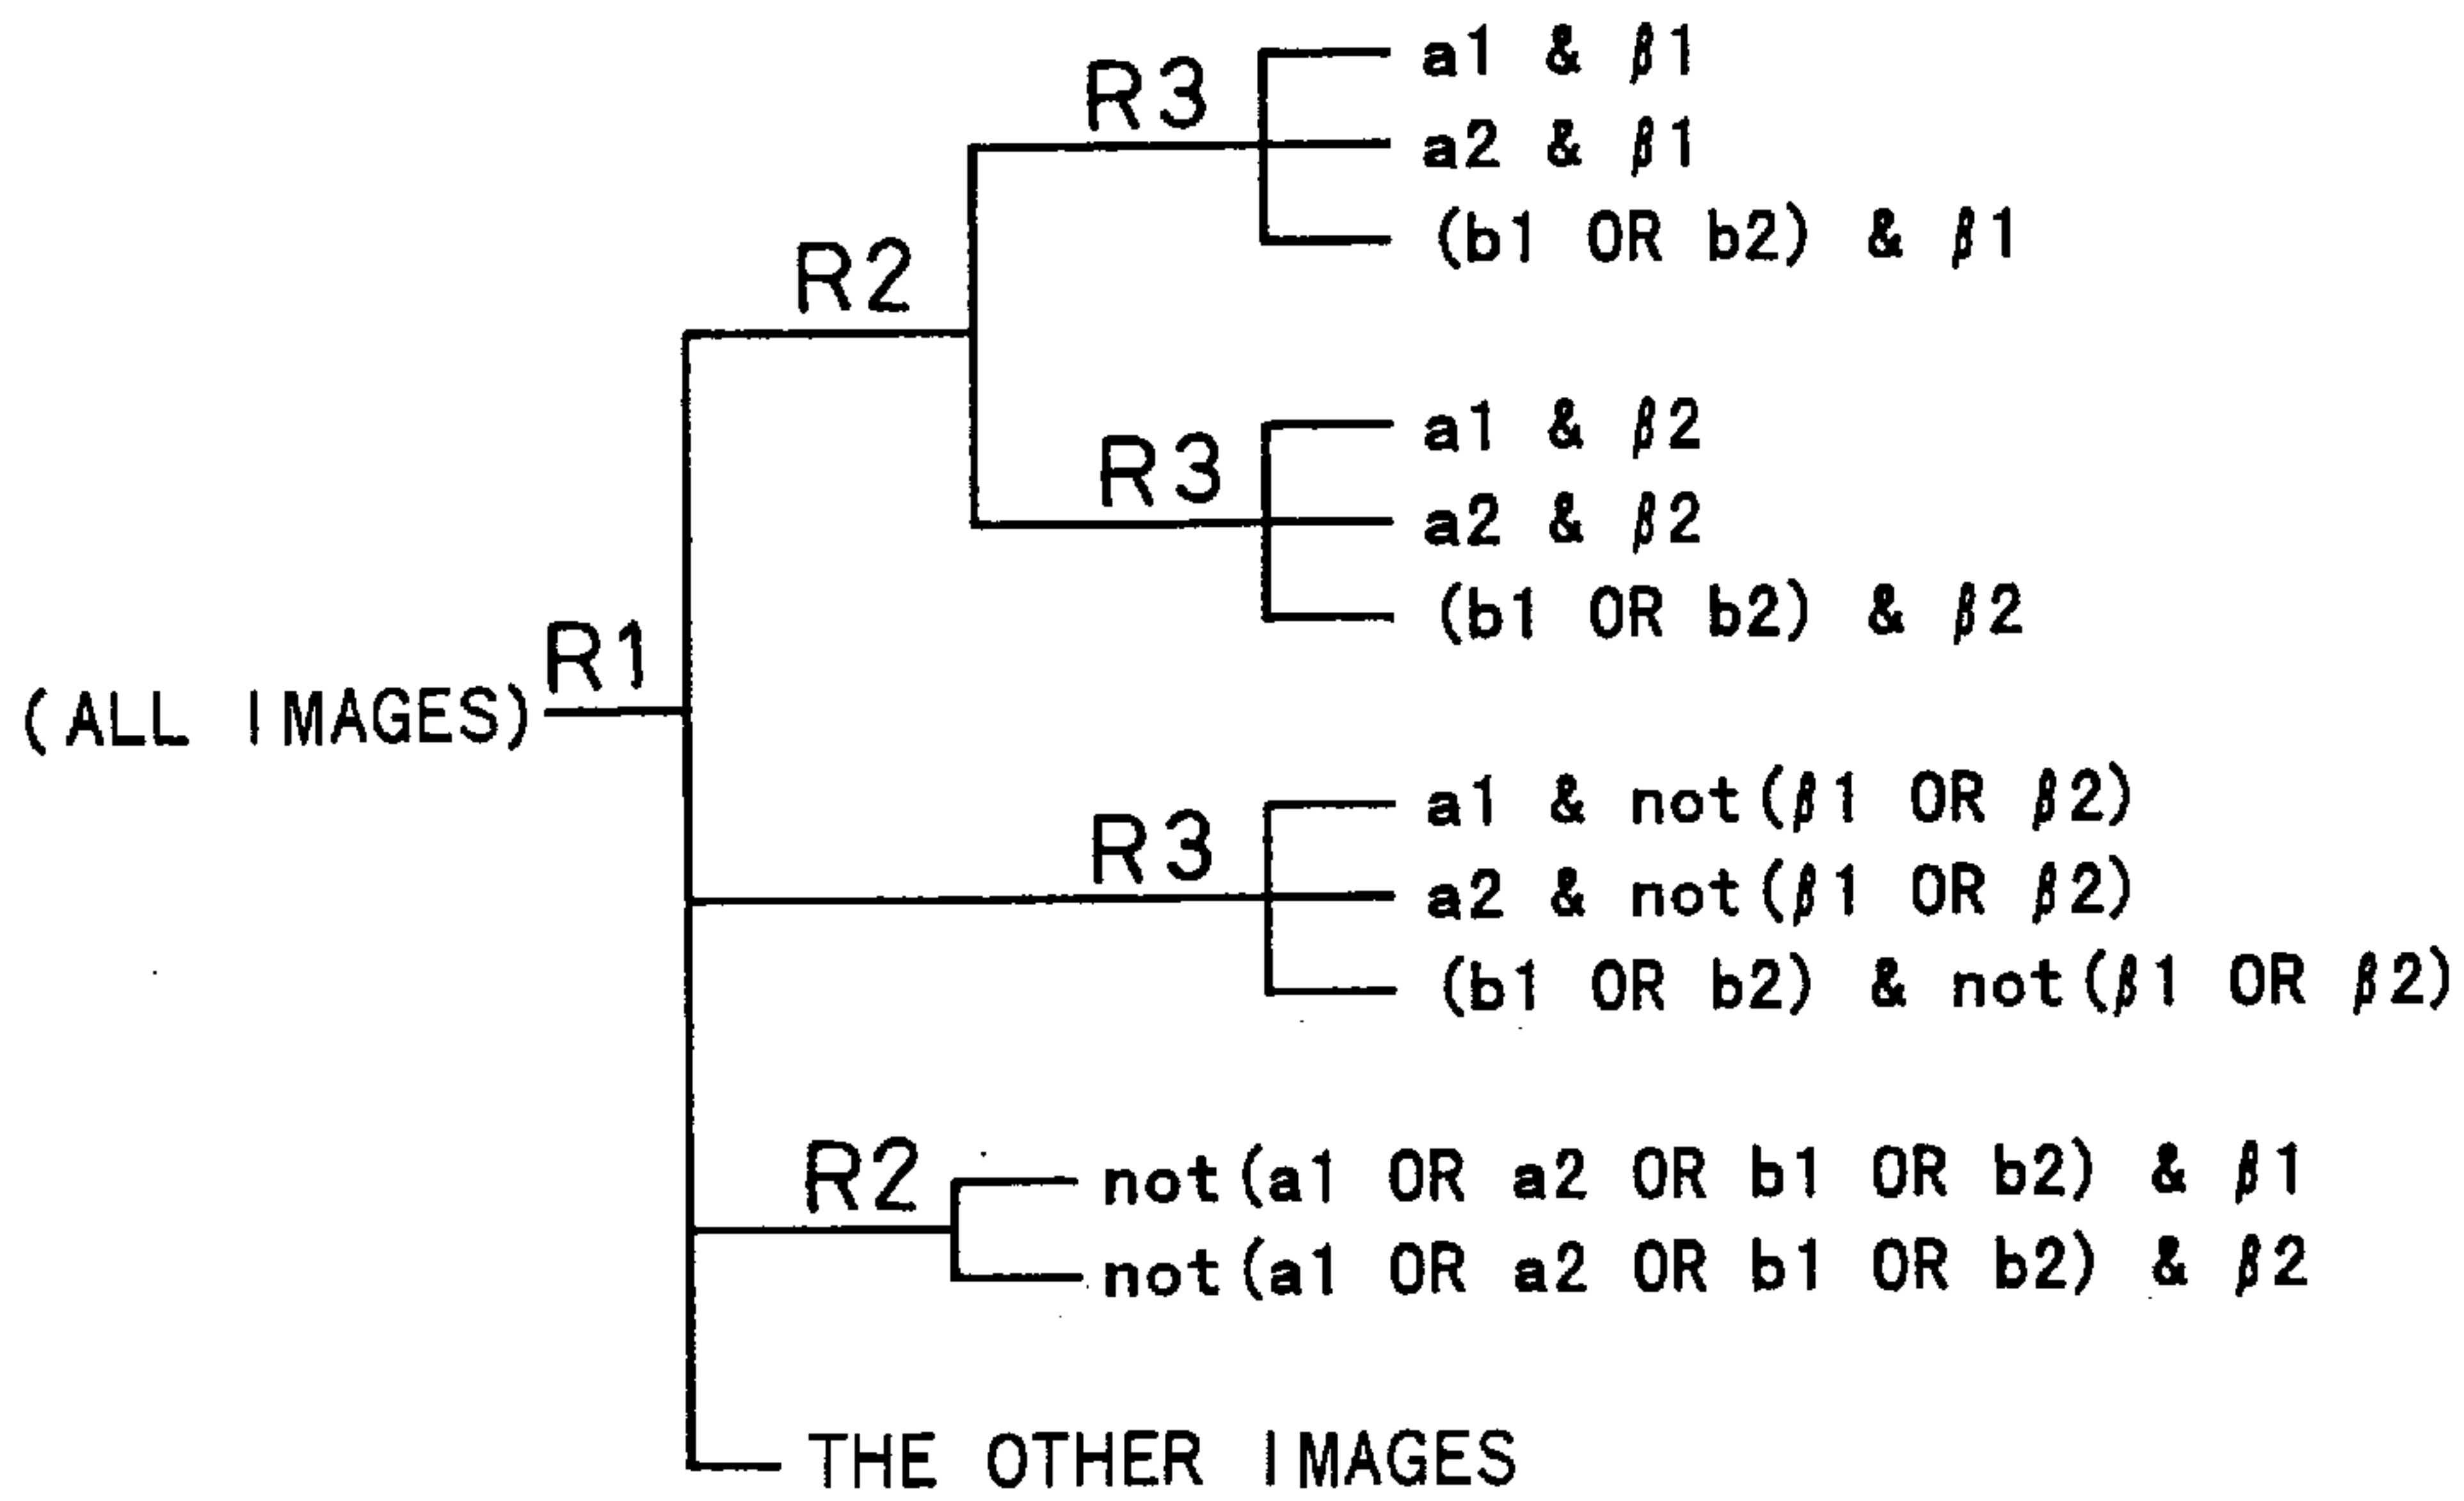 a1 & β1
R3
a2 & β1
(b1 OR b2) & β1
R2
a1 & β2
R3
a2 & β2
(b1 OR b2) & β2
R1
(ALL IMAGES)
a1 & not(β1 OR β2)
R3
a2 & not(β1 OR β2)
(b1 OR b2) & not(β1 OR β2)
R2
not(a1 OR a2 OR b1 OR b2) & β1
not(a1 OR a2 OR b1 OR b2) & β2
THE OTHER IMAGES